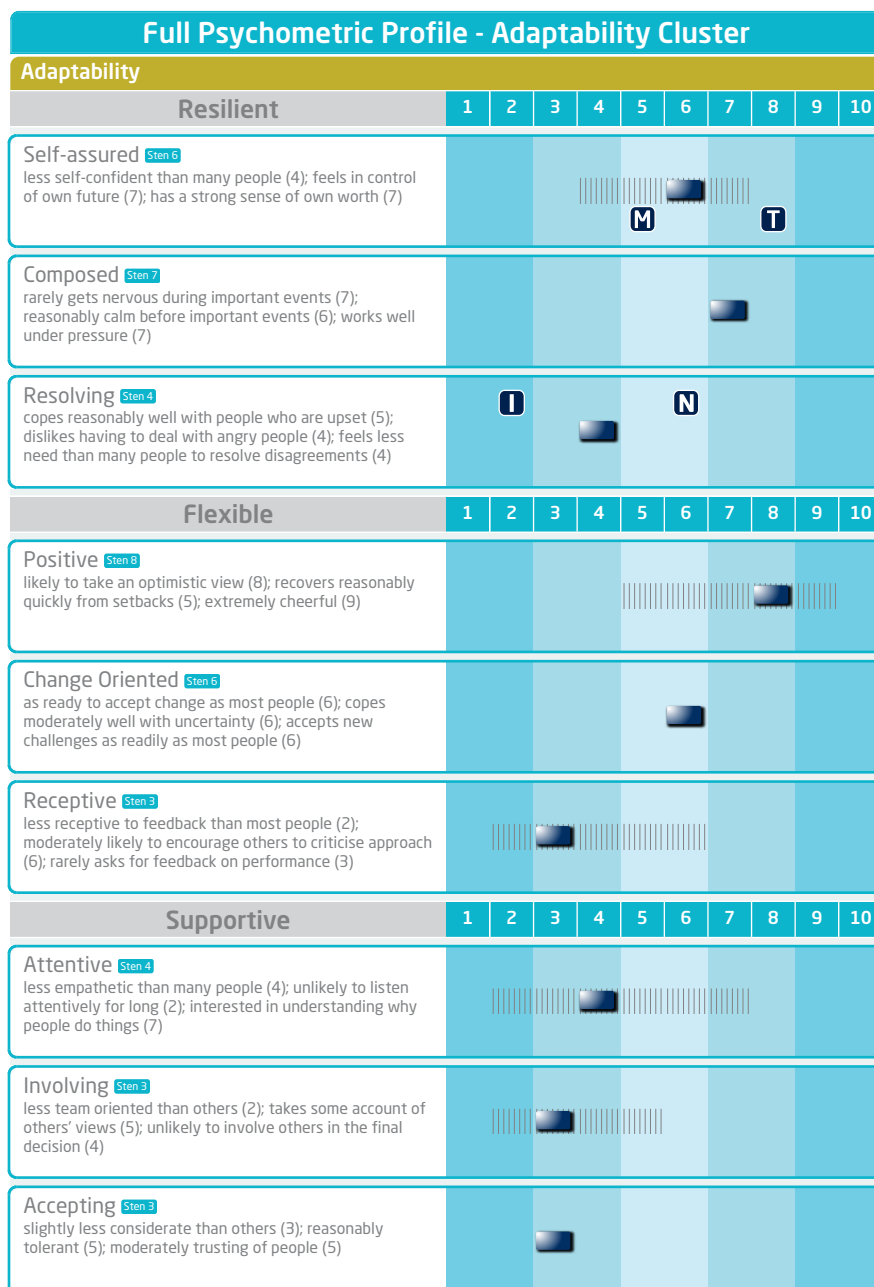 Full Psychometric Profile - Adaptability Cluster
Adaptability
Resilient 1 2 3 4 5 6 7 8 9 10
Self-assured Sten 6
less self-confident than many people (4); feels in control
of own future (7); has a strong sense of own worth (7)
M T
Composed Sten 7
rarely gets nervous during important events (7);
reasonably calm before important events (6); works well
under pressure (7)
Resolving Sten 4
I N
copes reasonably well with people who are upset (5);
dislikes having to deal with angry people (4); feels less
need than many people to resolve disagreements (4)
Flexible 1 2 3 4 5 6 7 8 9 10
Positive Sten 8
likely to take an optimistic view (8); recovers reasonably
quickly from setbacks (5); extremely cheerful (9)
Change Oriented Sten 6
as ready to accept change as most people (6); copes
moderately well with uncertainty (6); accepts new
challenges as readily as most people (6)
Receptive Sten 3
less receptive to feedback than most people (2);
moderately likely to encourage others to criticise approach
(6); rarely asks for feedback on performance (3)
Supportive 1 2 3 4 5 6 7 8 9 10
Attentive Sten 4
less empathetic than many people (4); unlikely to listen
attentively for long (2); interested in understanding why
people do things (7)
Involving Sten 3
less team oriented than others (2); takes some account of
others' views (5); unlikely to involve others in the final
decision (4)
Accepting Sten 3
slightly less considerate than others (3); reasonably
tolerant (5); moderately trusting of people (5)